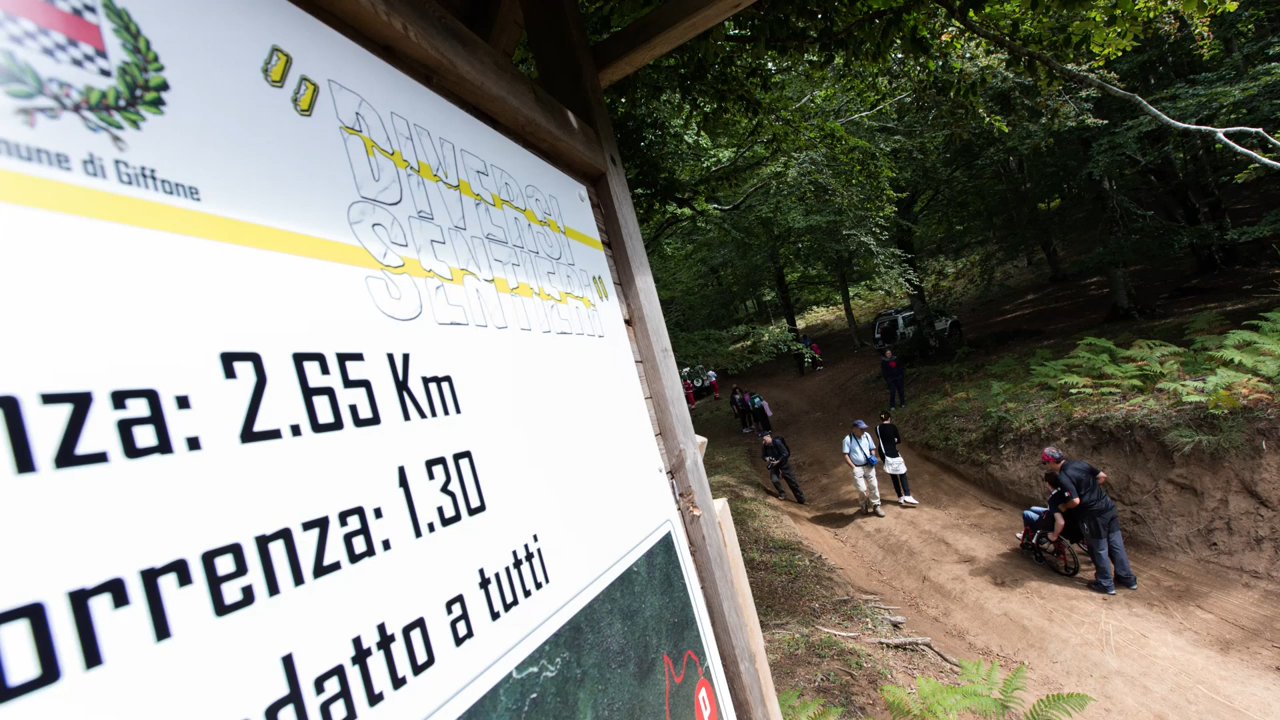 mune di Giffone
"DIVERSI
SENTIERI"
nza: 2.65 Km
orrenza: 1.30
datto a tutti
P